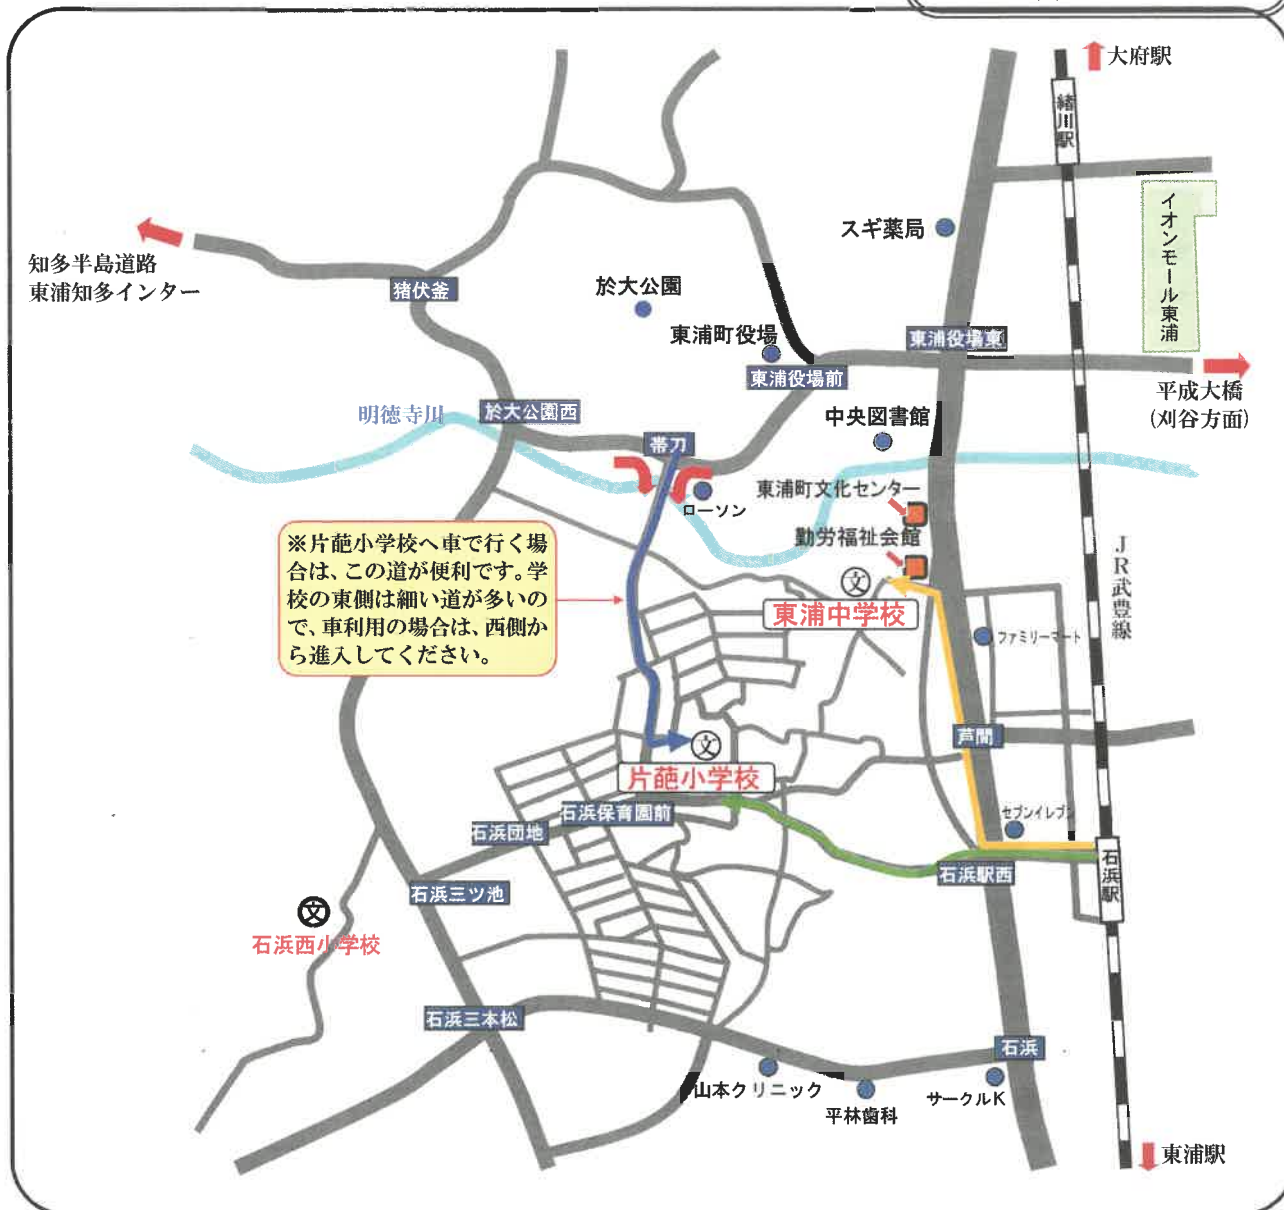 大府駅
緒川駅
イオンモール東浦
スギ薬局
知多半島道路
東浦知多インター
猪伏釜
於大公園
東浦町役場
東浦役場東
東浦役場前
平成大橋
(刈谷方面)
明徳寺川
於大公園西
中央図書館
帯刀
ローソン
東浦町文化センター
勤労福祉会館
※片葩小学校へ車で行く場
合は、この道が便利です。学
校の東側は細い道が多いの
で、車利用の場合は、西側か
ら進入してください。
JR武豊線
文
東浦中学校
ファミリーマート
芦間
文
片葩小学校
石浜保育園前
石浜団地
セブンイレブン
石浜駅西
石浜駅
石浜三ツ池
文
石浜西小学校
石浜三本松
石浜
山本クリニック
平林歯科
サークルK
東浦駅